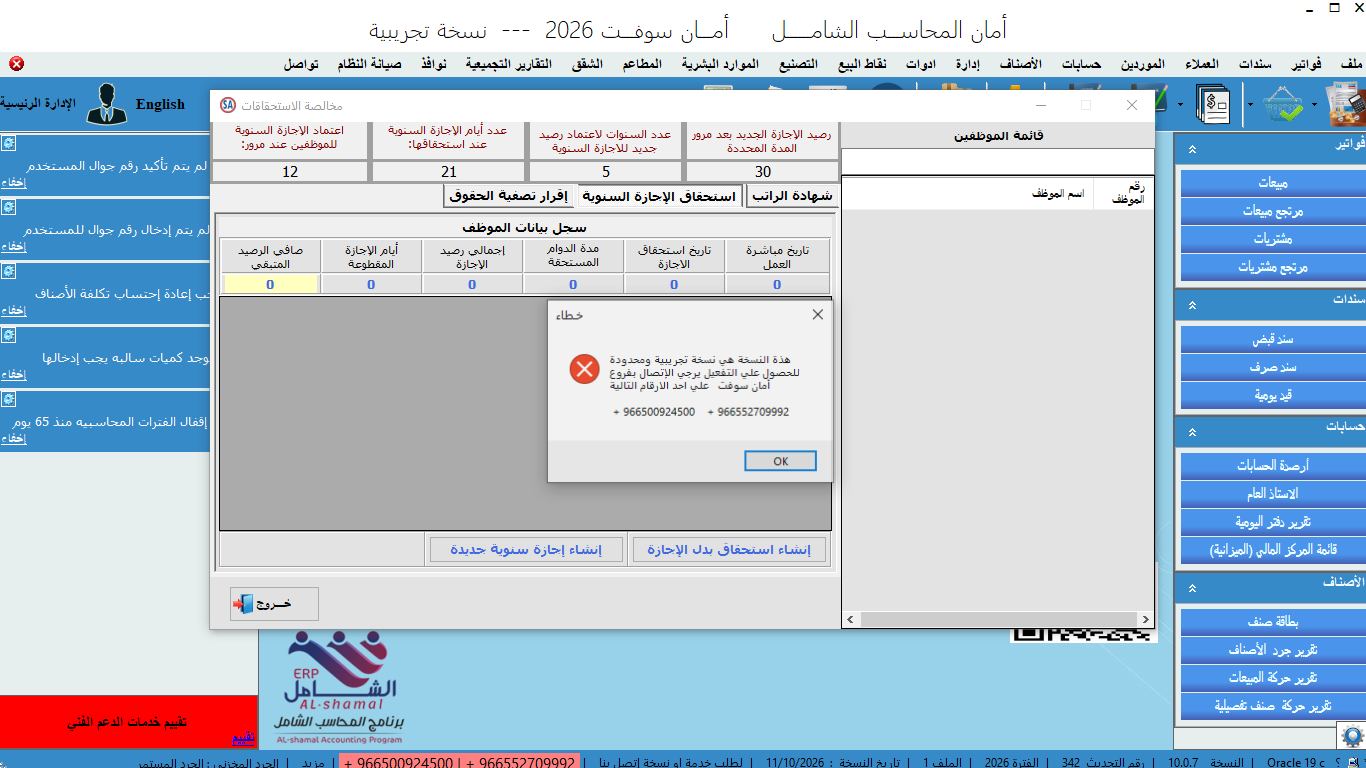 أمان المحاســب الشامــــل أمــان سوفــت 2026 --- نسخة تجريبية
ملف فواتير سندات العملاء الموردين حسابات الأصناف إدارة ادوات نقاط البيع التصنيع الموارد البشرية المطاعم الشقق التقارير التجميعية نوافذ صيانة النظام تواصل
الإدارة الرئيسية
English
مخالصة الاستحقاقات
قائمة الموظفين
رقم الموظف
اسم الموظف
رصيد الإجازة الجديد بعد مرور المدة المحددة
30
عدد السنوات لاعتماد رصيد جديد للاجازة السنوية
5
عدد أيام الإجازة السنوية عند استحقاقها:
21
اعتماد الإجازة السنوية للموظفين عند مرور:
12
شهادة الراتب
استحقاق الإجازة السنوية
إقرار تصفية الحقوق
سجل بيانات الموظف
تاريخ مباشرة العمل
تاريخ استحقاق الاجازة
مدة الدوام المستحقة
إجمالي رصيد الإجازة
أيام الإجازة المقطوعة
صافي الرصيد المتبقي
0 0 0 0 0 0
خطاء
هذة النسخة هي نسخة تجريبية ومحدودة
للحصول علي التفعيل يرجي الإتصال بفروع
أمان سوفت علي احد الارقام التالية
+ 966500924500 + 966552709992
OK
إنشاء استحقاق بدل الإجازة
إنشاء إجازة سنوية جديدة
خــروج
فواتير
مبيعات
مرتجع مبيعات
مشتريات
مرتجع مشتريات
سندات
سند قبض
سند صرف
قيد يومية
حسابات
أرصدة الحسابات
الاستاذ العام
تقرير دفتر اليومية
قائمة المركز المالي (الميزانية)
الأصناف
بطاقة صنف
تقرير جرد الأصناف
تقرير حركة المبيعات
تقرير حركة صنف تفصيلية
لم يتم تأكيد رقم جوال المستخدم
إخفاء
لم يتم إدخال رقم جوال للمستخدم
إخفاء
إعادة إحتساب تكلفة الأصناف
إخفاء
كميات سالبه يجب إدخالها
إخفاء
إقفال الفترات المحاسبيه منذ 65 يوم
إخفاء
تقييم خدمات الدعم الفني
تقييم
ERP
الشـامـل
AL-shamal
برنامج المحاسب الشامل
AL-shamal Accounting Program
Oracle 19 c | النسخة 10.0.7 | رقم التحديث 342 | الفترة 2026 | الملف 1 | تاريخ النسخة : 11/10/2026 | لطلب خدمة او نسخة إتصل بنا + 966500924500 | + 966552709992 | مزيد | الجرد المخزني : الجرد المستمر